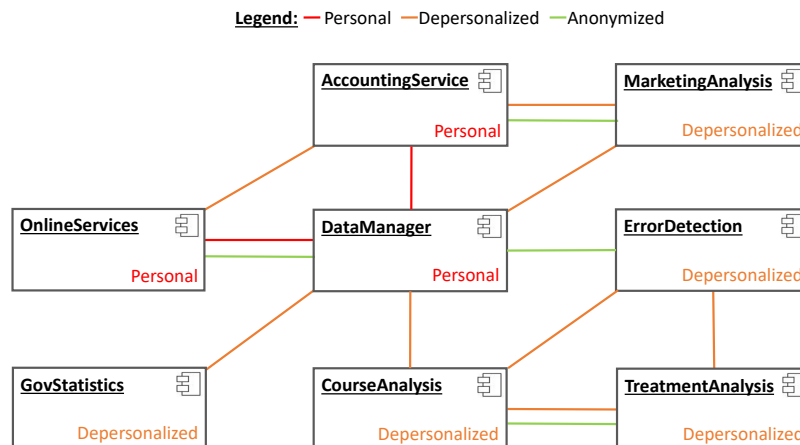 Legend: Personal Depersonalized Anonymized
AccountingService
Personal
MarketingAnalysis
Depersonalized
OnlineServices
Personal
DataManager
Personal
ErrorDetection
Depersonalized
GovStatistics
Depersonalized
CourseAnalysis
Depersonalized
TreatmentAnalysis
Depersonalized